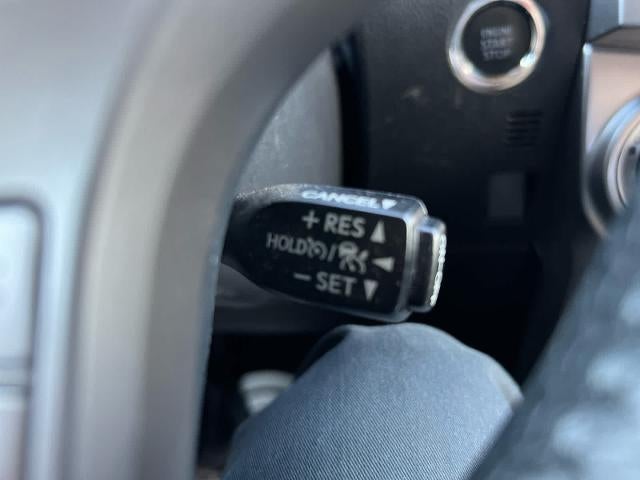 ENGINE
START
STOP
CANCEL▼
+ RES ▲
HOLD /
− SET ▼